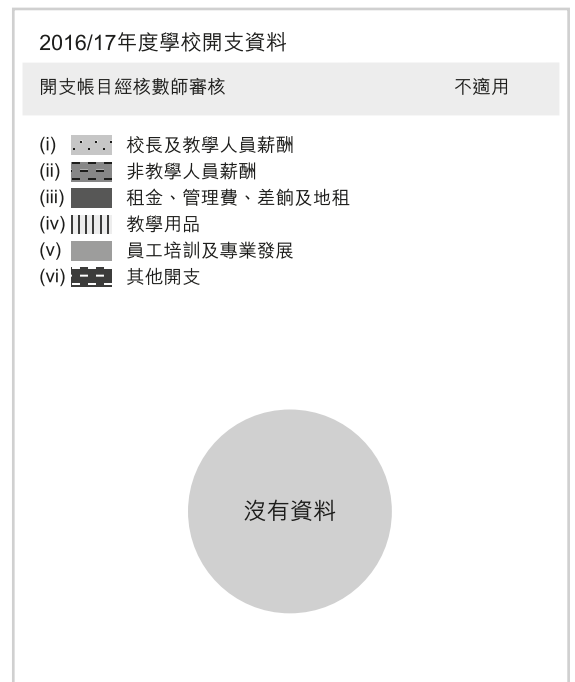 2016/17年度學校開支資料
開支帳目經核數師審核 不適用
(i) 校長及教學人員薪酬
(ii) 非教學人員薪酬
(iii) 租金、管理費、差餉及地租
(iv) 教學用品
(v) 員工培訓及專業發展
(vi) 其他開支
沒有資料